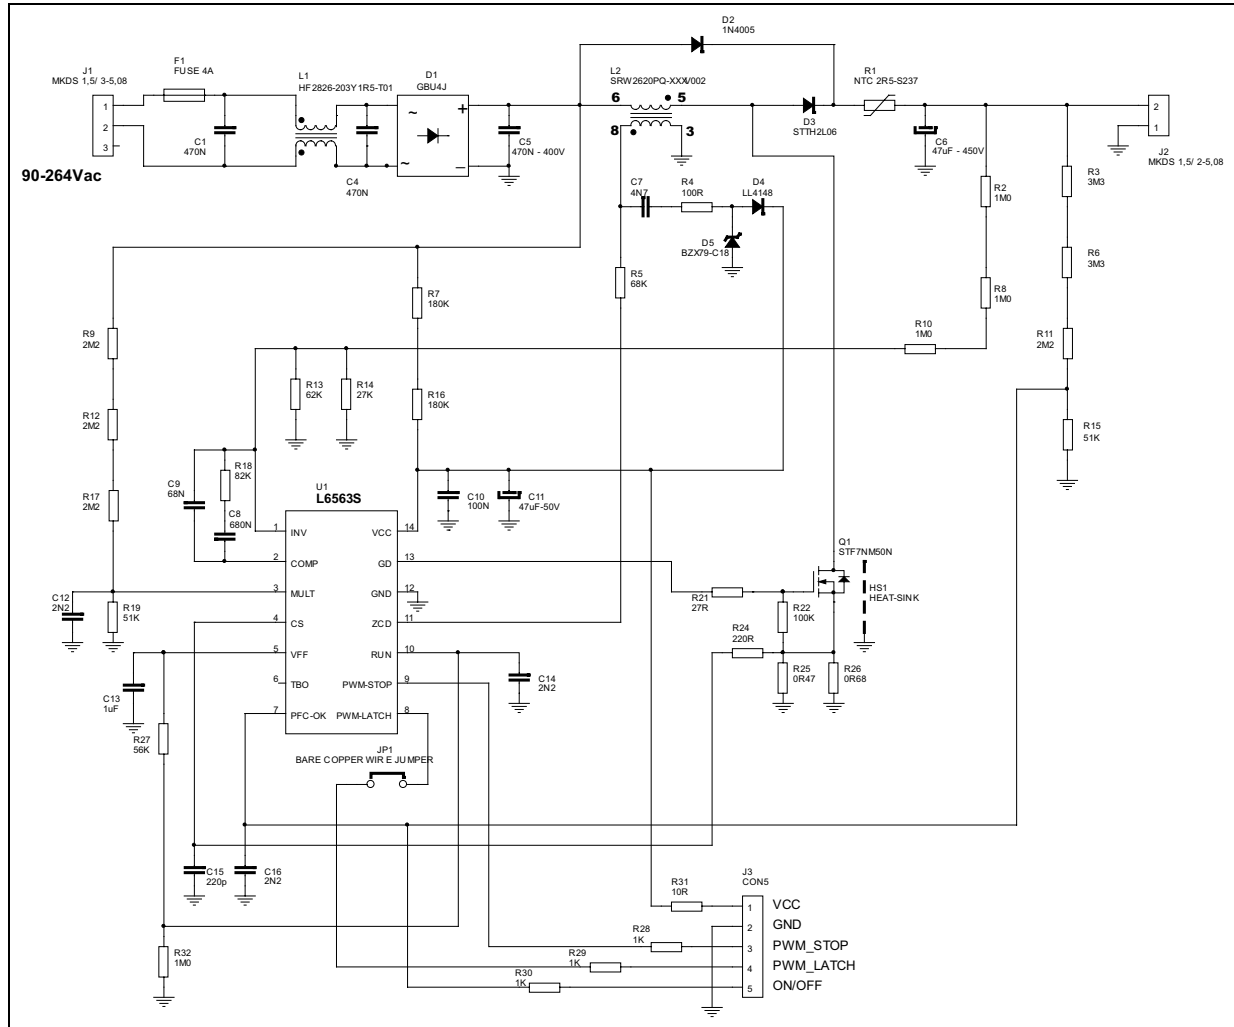 D2
1N4005
J1
MKDS 1,5/ 3-5,08
1
2
3
90-264Vac
F1
FUSE 4A
C1
470N
L1
HF2826-203Y1R5-T01
C4
470N
D1
GBU4J
~
~
+
−
C5
470N - 400V
L2
SRW2620PQ-XXX/002
6
5
8
3
D3
STTH2L06
R1
NTC 2R5-S237
C6
47uF - 450V
2
1
J2
MKDS 1,5/ 2-5,08
C7
4N7
R4
100R
D4
LL4148
D5
BZX79-C18
R5
68K
R2
1M0
R3
3M3
R6
3M3
R8
1M0
R10
1M0
R11
2M2
R15
51K
R7
180K
R16
180K
R9
2M2
R12
2M2
R17
2M2
R13
62K
R14
27K
R18
82K
C9
68N
C8
680N
C10
100N
C11
47uF-50V
U1
L6563S
1 INV
2 COMP
3 MULT
4 CS
5 VFF
6 TBO
7 PFC-OK
VCC 14
GD 13
GND 12
ZCD 11
RUN 10
PWM-STOP 9
PWM-LATCH 8
C12
2N2
R19
51K
C13
1uF
R27
56K
C14
2N2
Q1
STF7NM50N
HS1
HEAT-SINK
R21
27R
R22
100K
R24
220R
R25
0R47
R26
0R68
JP1
BARE COPPER WIRE JUMPER
C15
220p
C16
2N2
R32
1M0
R31
10R
R28
1K
R29
1K
R30
1K
J3
CON5
1 VCC
2 GND
3 PWM_STOP
4 PWM_LATCH
5 ON/OFF